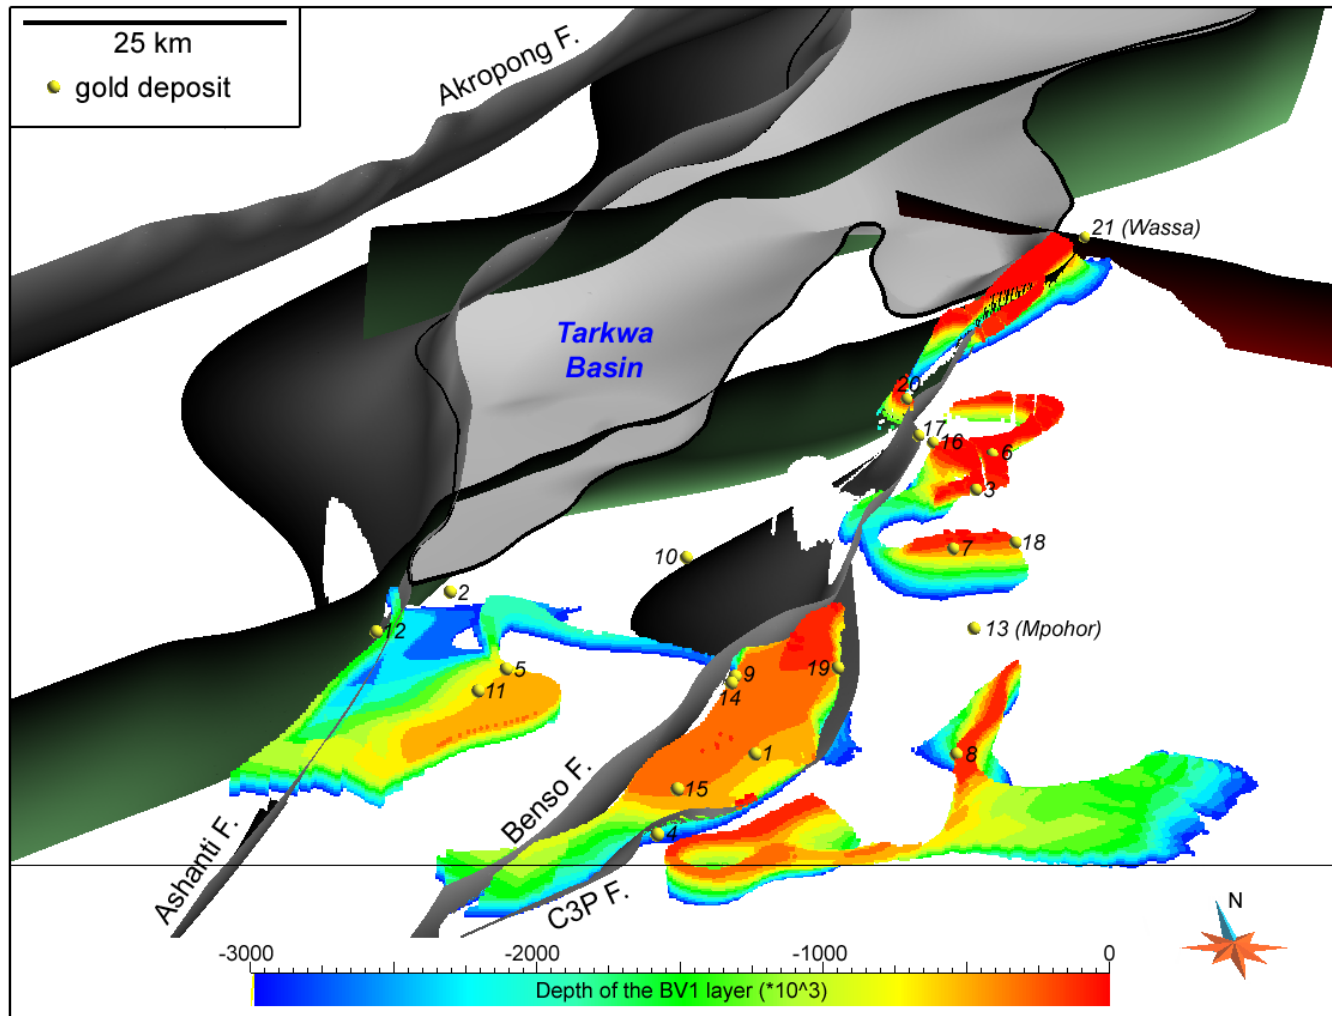 25 km
gold deposit
Akropong F.
Tarkwa
Basin
21 (Wassa)
20
17
16
6
3
7
18
10
2
12
13 (Mpohor)
5
11
9
14
19
1
8
15
4
Ashanti F.
Benso F.
C3P F.
N
-3000
-2000
-1000
0
Depth of the BV1 layer (*10^3)